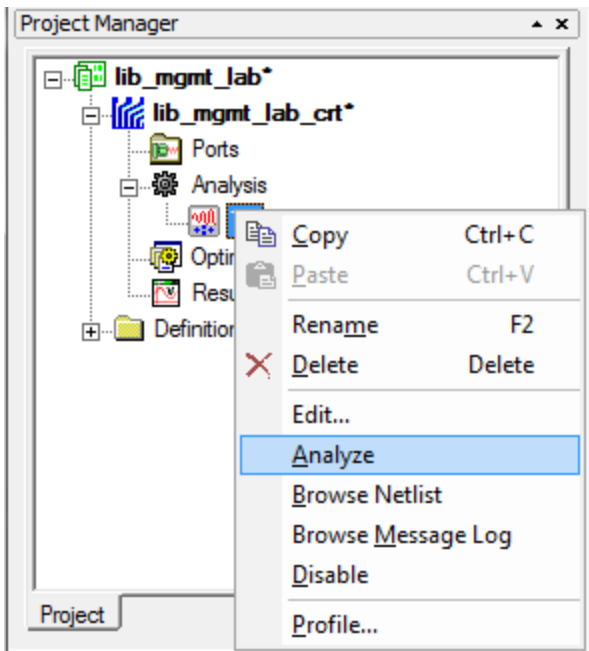 Project Manager
lib_mgmt_lab*
lib_mgmt_lab_crt*
Ports
Analysis
Copy Ctrl+C
Paste Ctrl+V
Rename F2
Delete Delete
Edit...
Analyze
Browse Netlist
Browse Message Log
Disable
Profile...
Project